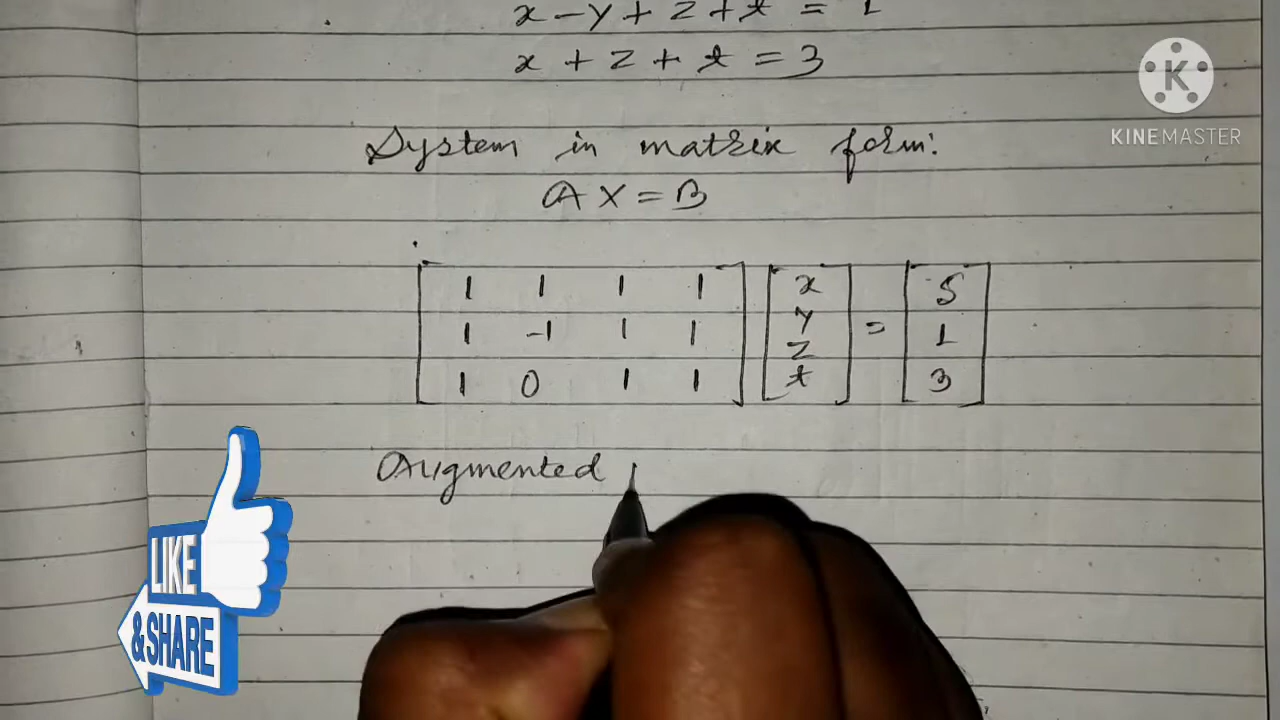 x - y + z + t = 1
x + z + t = 3
KINEMASTER
System in matrix form:
AX = B
1 1 1 1 x 5
1 -1 1 1 y = 1
z
1 0 1 1 t 3
Augmented
LIKE
&SHARE